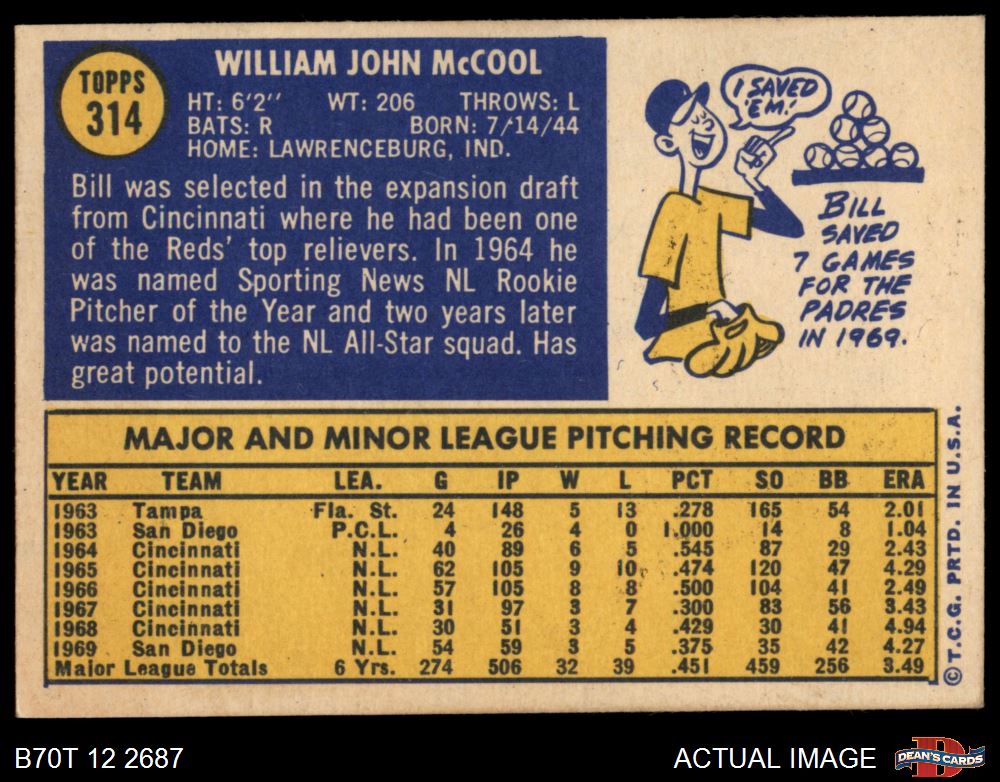 TOPPS
314
WILLIAM JOHN McCOOL
HT: 6'2" WT: 206 THROWS: L
BATS: R BORN: 7/14/44
HOME: LAWRENCEBURG, IND.
Bill was selected in the expansion draft
from Cincinnati where he had been one
of the Reds' top relievers. In 1964 he
was named Sporting News NL Rookie
Pitcher of the Year and two years later
was named to the NL All-Star squad. Has
great potential.
I SAVED
'EM!
BILL
SAVED
7 GAMES
FOR THE
PADRES
IN 1969.
MAJOR AND MINOR LEAGUE PITCHING RECORD
YEAR TEAM LEA. G IP W L PCT SO BB ERA
1963 Tampa Fla. St. 24 148 5 13 .278 165 54 2.01
1963 San Diego P.C.L. 4 26 4 0 1.000 14 8 1.04
1964 Cincinnati N.L. 40 89 6 5 .545 87 29 2.43
1965 Cincinnati N.L. 62 105 9 10 .474 120 47 4.29
1966 Cincinnati N.L. 57 105 8 8 .500 104 41 2.49
1967 Cincinnati N.L. 31 97 3 7 .300 83 56 3.43
1968 Cincinnati N.L. 30 51 3 4 .429 30 41 4.94
1969 San Diego N.L. 54 59 3 5 .375 35 42 4.27
Major League Totals 6 Yrs. 274 506 32 39 .451 459 256 3.49
© T.C.G. PRTD. IN U.S.A.
B70T 12 2687
ACTUAL IMAGE
D
DEAN'S CARDS